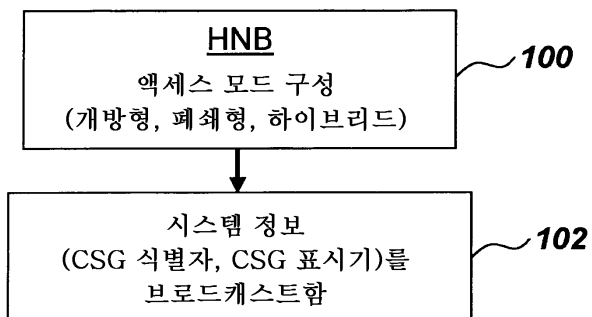 HNB
액세스 모드 구성
(개방형, 폐쇄형, 하이브리드)
100
시스템 정보
(CSG 식별자, CSG 표시기)를
브로드캐스트함
102